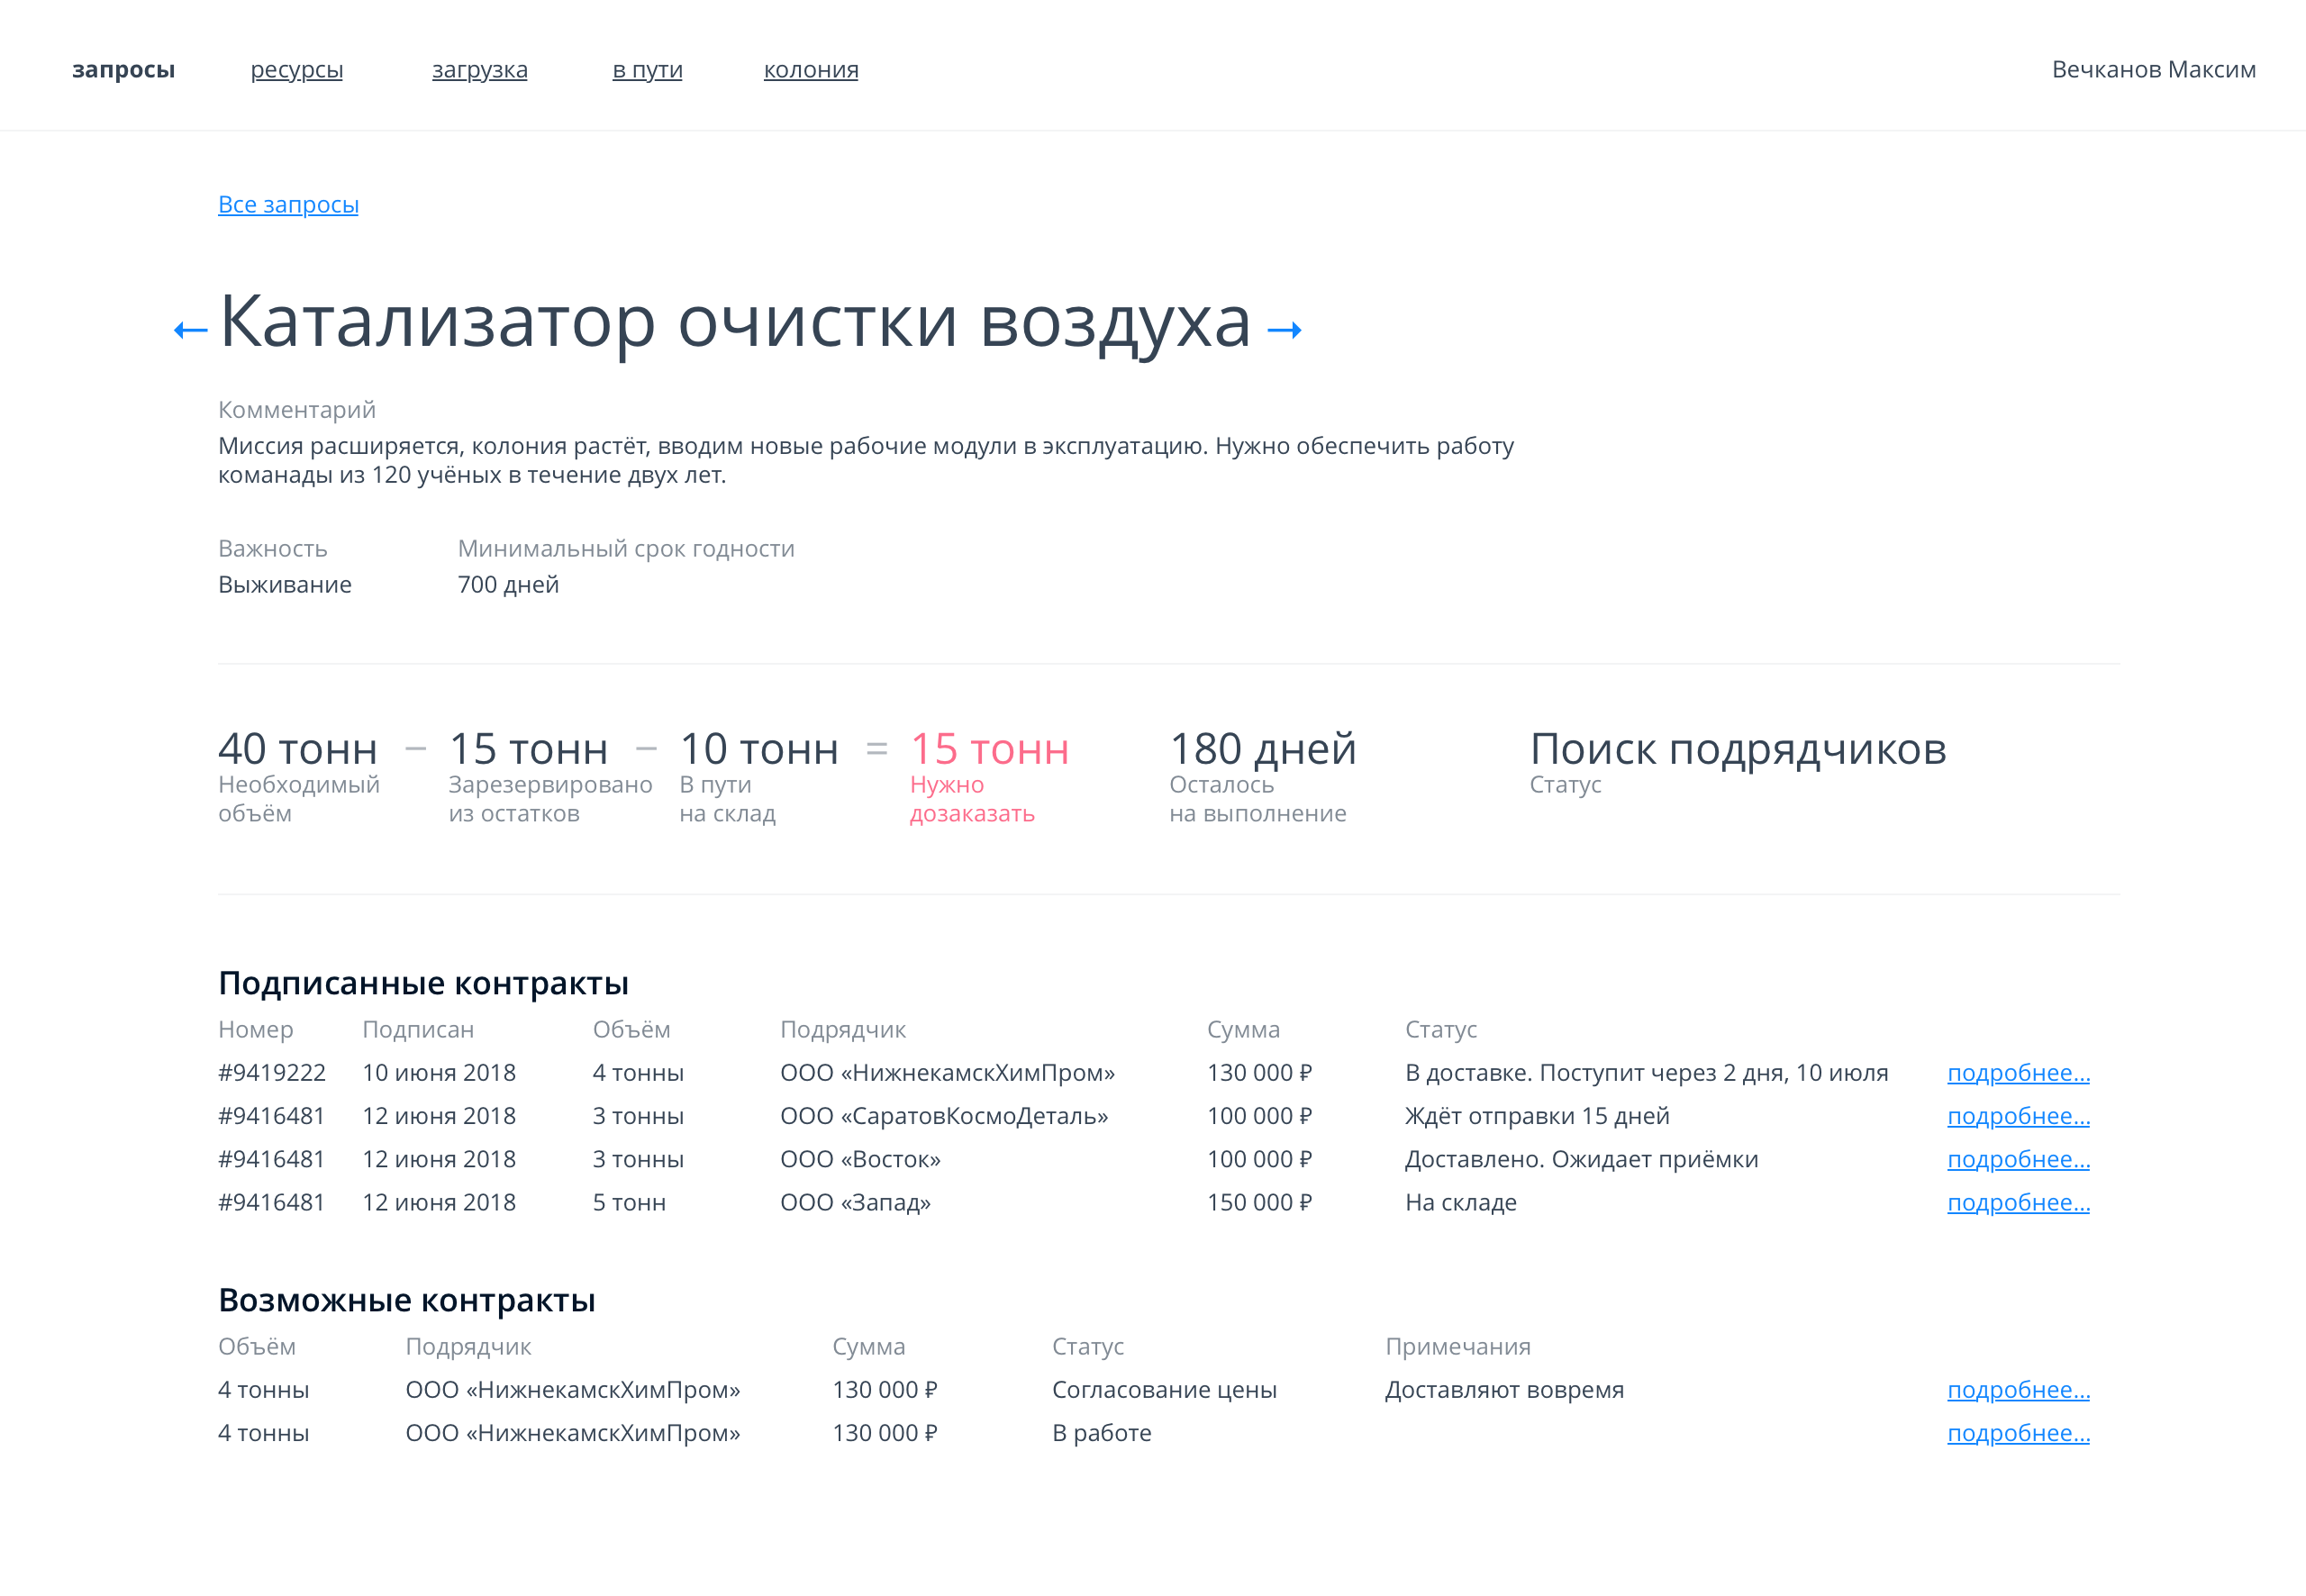 запросы ресурсы загрузка в пути колония Вечканов Максим
Все запросы
← Катализатор очистки воздуха →
Комментарий
Миссия расширяется, колония растёт, вводим новые рабочие модули в эксплуатацию. Нужно обеспечить работу
команады из 120 учёных в течение двух лет.
Важность Минимальный срок годности
Выживание 700 дней
40 тонн – 15 тонн – 10 тонн = 15 тонн 180 дней Поиск подрядчиков
Необходимый Зарезервировано В пути Нужно Осталось Статус
объём из остатков на склад дозаказать на выполнение
Подписанные контракты
Номер Подписан Объём Подрядчик Сумма Статус
#9419222 10 июня 2018 4 тонны ООО «НижнекамскХимПром» 130 000 ₽ В доставке. Поступит через 2 дня, 10 июля подробнее...
#9416481 12 июня 2018 3 тонны ООО «СаратовКосмоДеталь» 100 000 ₽ Ждёт отправки 15 дней подробнее...
#9416481 12 июня 2018 3 тонны ООО «Восток» 100 000 ₽ Доставлено. Ожидает приёмки подробнее...
#9416481 12 июня 2018 5 тонн ООО «Запад» 150 000 ₽ На складе подробнее...
Возможные контракты
Объём Подрядчик Сумма Статус Примечания
4 тонны ООО «НижнекамскХимПром» 130 000 ₽ Согласование цены Доставляют вовремя подробнее...
4 тонны ООО «НижнекамскХимПром» 130 000 ₽ В работе подробнее...